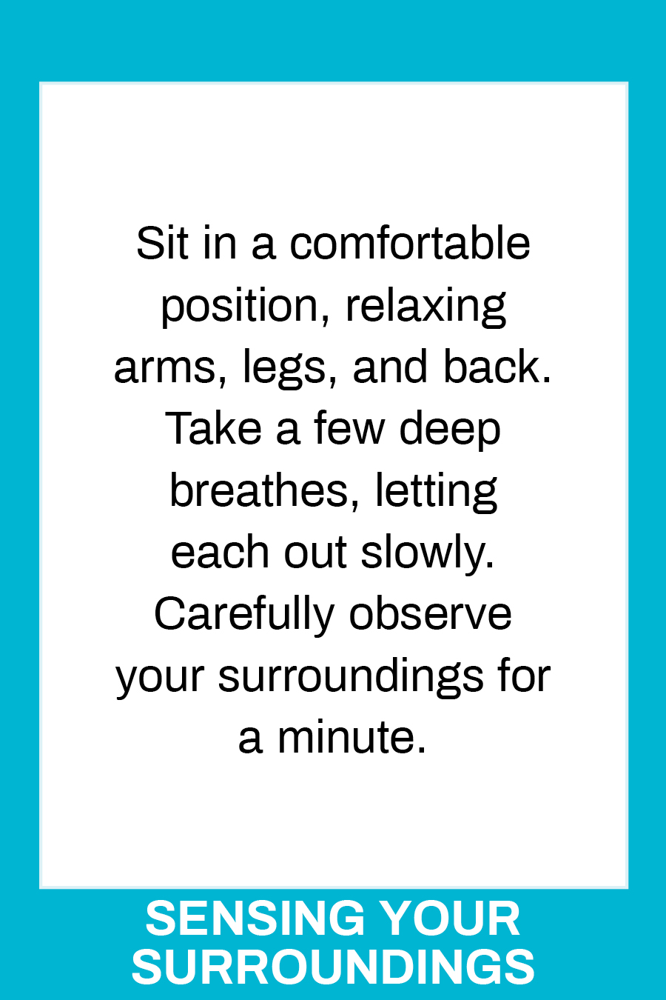 Sit in a comfortable
position, relaxing
arms, legs, and back.
Take a few deep
breathes, letting
each out slowly.
Carefully observe
your surroundings for
a minute.
SENSING YOUR
SURROUNDINGS